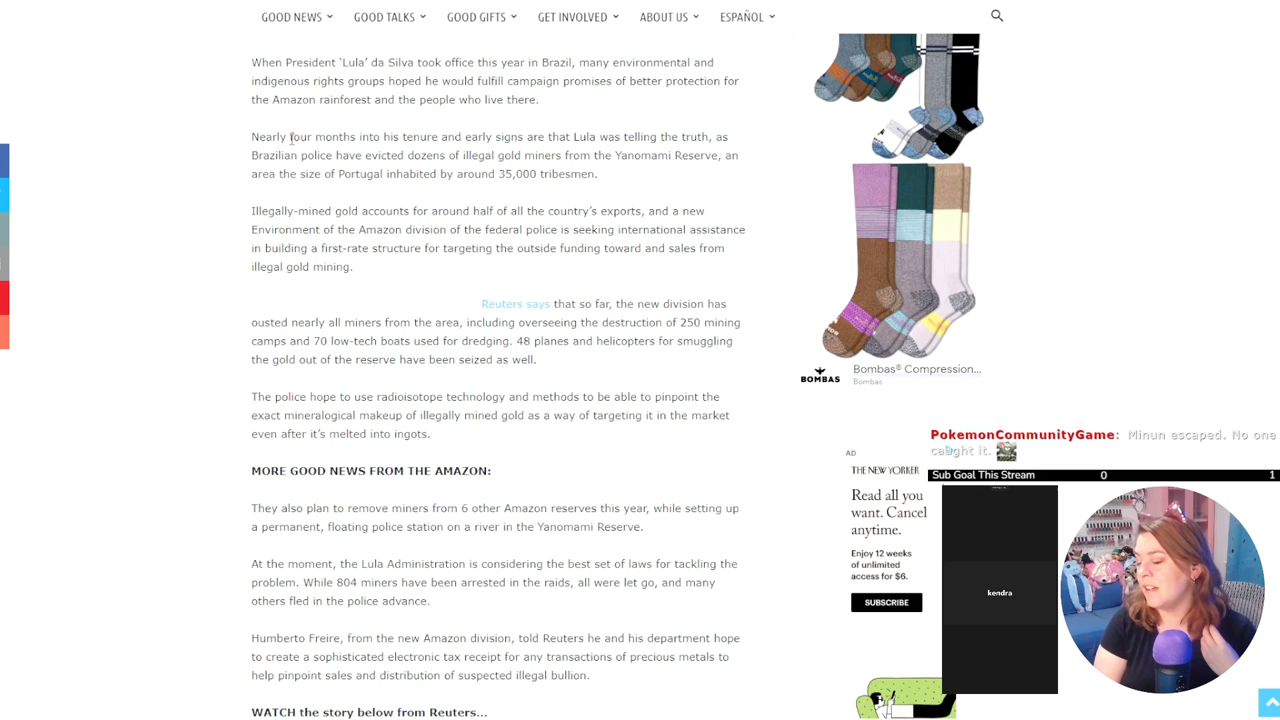 GOOD NEWS
GOOD TALKS
GOOD GIFTS
GET INVOLVED
ABOUT US
ESPAÑOL
When President 'Lula' da Silva took office this year in Brazil, many environmental and
indigenous rights groups hoped he would fulfill campaign promises of better protection for
the Amazon rainforest and the people who live there.
Nearly four months into his tenure and early signs are that Lula was telling the truth, as
Brazilian police have evicted dozens of illegal gold miners from the Yanomami Reserve, an
the size of Portugal inhabited by around 35,000 tribesmen.
Illegally-mined gold accounts for around half of all the country's exports, and a new
Environment of the Amazon division of the federal police is seeking international assistance
in building a first-rate structure for targeting the outside funding toward and sales from
illegal gold mining.
Reuters says that so far, the new division has
ousted nearly all miners from the area, including overseeing the destruction of 250 mining
camps and 70 low-tech boats used for dredging. 48 planes and helicopters for smuggling
the gold out of the reserve have been seized as well.
The police hope to use radioisotope technology and methods to be able to pinpoint the
exact mineralogical makeup of illegally mined gold as a way of targeting it in the market
even after it's melted into ingots.
MORE GOOD NEWS FROM THE AMAZON:
They also plan to remove miners from 6 other Amazon reserves this year, while setting up
a permanent, floating police station on a river in the Yanomami Reserve.
At the moment, the Lola Administration is considering the best set of laws for tackling the
problem. While 804 miners have been arrested in the raids, all were let go, and many
others fled in the police advance.
Humberto Freire, from the new Amazon division, told Reuters he and his department hope
to create a sophisticated electronic tax receipt for any transactions of precious metals to
help pinpoint sales and distribution of suspected illegal bullion.
WATCH the story below from Reuters...
BOMBAS
Bombas® Compression...
Bombas
AD
THE NEW YORKER
Read all you
want. Cancel
anytime.
Enjoy 12 weeks
of unlimited
access for $6.
SUBSCRIBE
PokemonCommunityGame: Minun escaped. No one
caught it.
Sub Goal This Stream 0 1
kendra